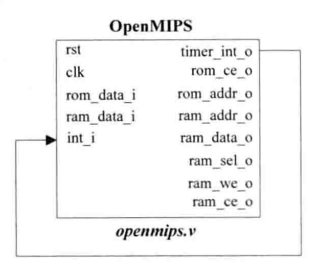 OpenMIPS
rst timer_int_o
clk rom_ce_o
rom_data_i rom_addr_o
ram_data_i ram_addr_o
int_i ram_data_o
ram_sel_o
ram_we_o
ram_ce_o
openmips.v